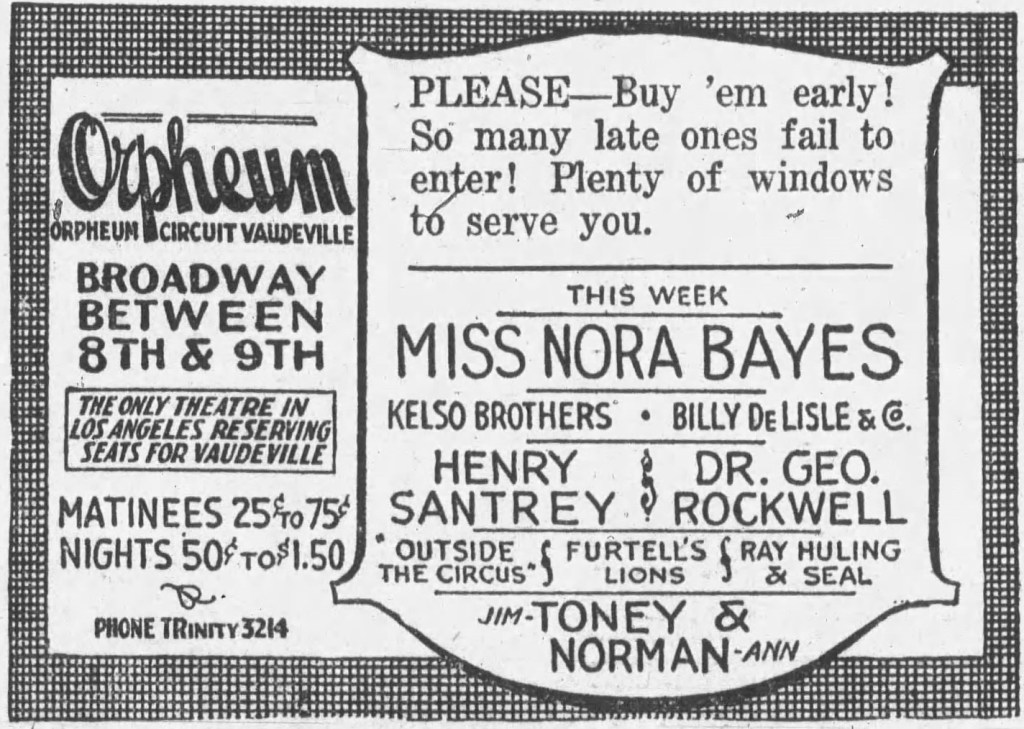 Orpheum
ORPHEUM CIRCUIT VAUDEVILLE
BROADWAY
BETWEEN
8TH & 9TH
THE ONLY THEATRE IN
LOS ANGELES RESERVING
SEATS FOR VAUDEVILLE
MATINEES 25¢ TO 75¢
NIGHTS 50¢ TO $1.50
PHONE TRINITY 3214
PLEASE—Buy 'em early!
So many late ones fail to
enter! Plenty of windows
to serve you.
THIS WEEK
MISS NORA BAYES
KELSO BROTHERS • BILLY DE LISLE & Co.
HENRY DR. GEO.
SANTREY ROCKWELL
"OUTSIDE FURTELL'S RAY HULING
THE CIRCUS" LIONS & SEAL
JIM-TONEY &
NORMAN-ANN